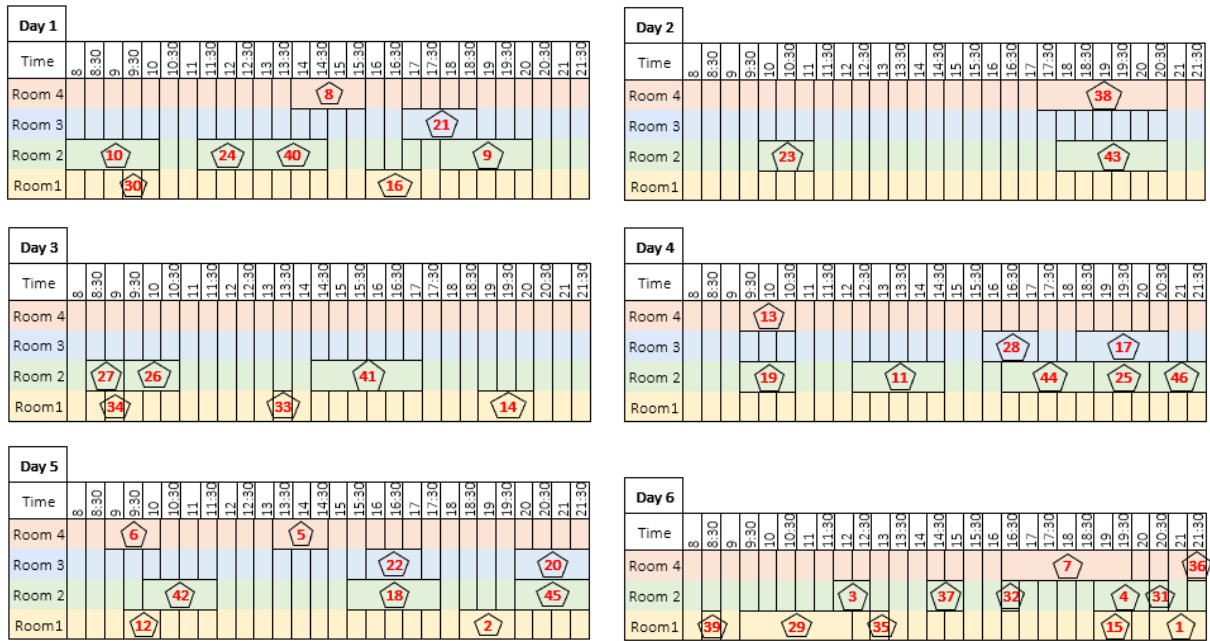 Day 1
Time 8 8:30 9 9:30 10 10:30 11 11:30 12 12:30 13 13:30 14 14:30 15 15:30 16 16:30 17 17:30 18 18:30 19 19:30 20 20:30 21 21:30
Room 4 8
Room 3 21
Room 2 10 24 40 9
Room1 30 16
Day 2
Time 8 8:30 9 9:30 10 10:30 11 11:30 12 12:30 13 13:30 14 14:30 15 15:30 16 16:30 17 17:30 18 18:30 19 19:30 20 20:30 21 21:30
Room 4 38
Room 3
Room 2 23 43
Room1
Day 3
Time 8 8:30 9 9:30 10 10:30 11 11:30 12 12:30 13 13:30 14 14:30 15 15:30 16 16:30 17 17:30 18 18:30 19 19:30 20 20:30 21 21:30
Room 4
Room 3
Room 2 27 26 41
Room1 34 33 14
Day 4
Time 8 8:30 9 9:30 10 10:30 11 11:30 12 12:30 13 13:30 14 14:30 15 15:30 16 16:30 17 17:30 18 18:30 19 19:30 20 20:30 21 21:30
Room 4 13
Room 3 28 17
Room 2 19 11 44 25 46
Room1
Day 5
Time 8 8:30 9 9:30 10 10:30 11 11:30 12 12:30 13 13:30 14 14:30 15 15:30 16 16:30 17 17:30 18 18:30 19 19:30 20 20:30 21 21:30
Room 4 6 5
Room 3 22 20
Room 2 42 18 45
Room1 12 2
Day 6
Time 8 8:30 9 9:30 10 10:30 11 11:30 12 12:30 13 13:30 14 14:30 15 15:30 16 16:30 17 17:30 18 18:30 19 19:30 20 20:30 21 21:30
Room 4 7 36
Room 2 3 37 32 4 31
Room1 39 29 35 15 1